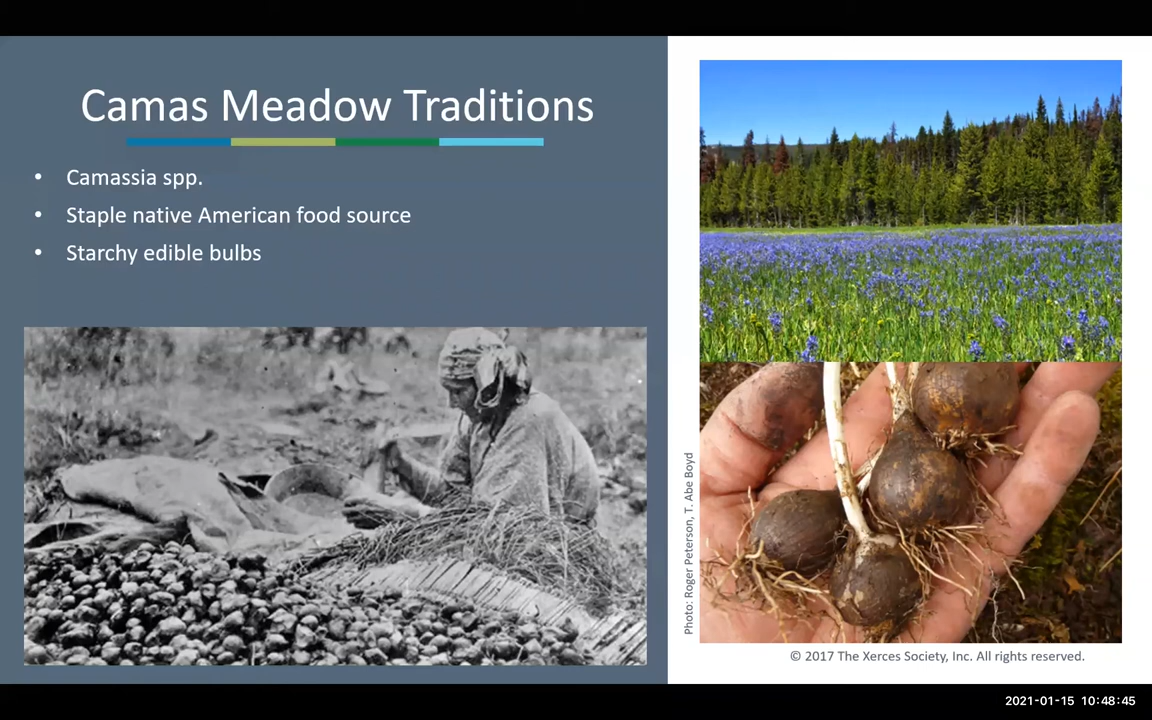 Camas Meadow Traditions
• Camassia spp.
• Staple native American food source
• Starchy edible bulbs
Photo: Roger Peterson, T. Abe Boyd
© 2017 The Xerces Society, Inc. All rights reserved.
2021-01-15 10:48:45